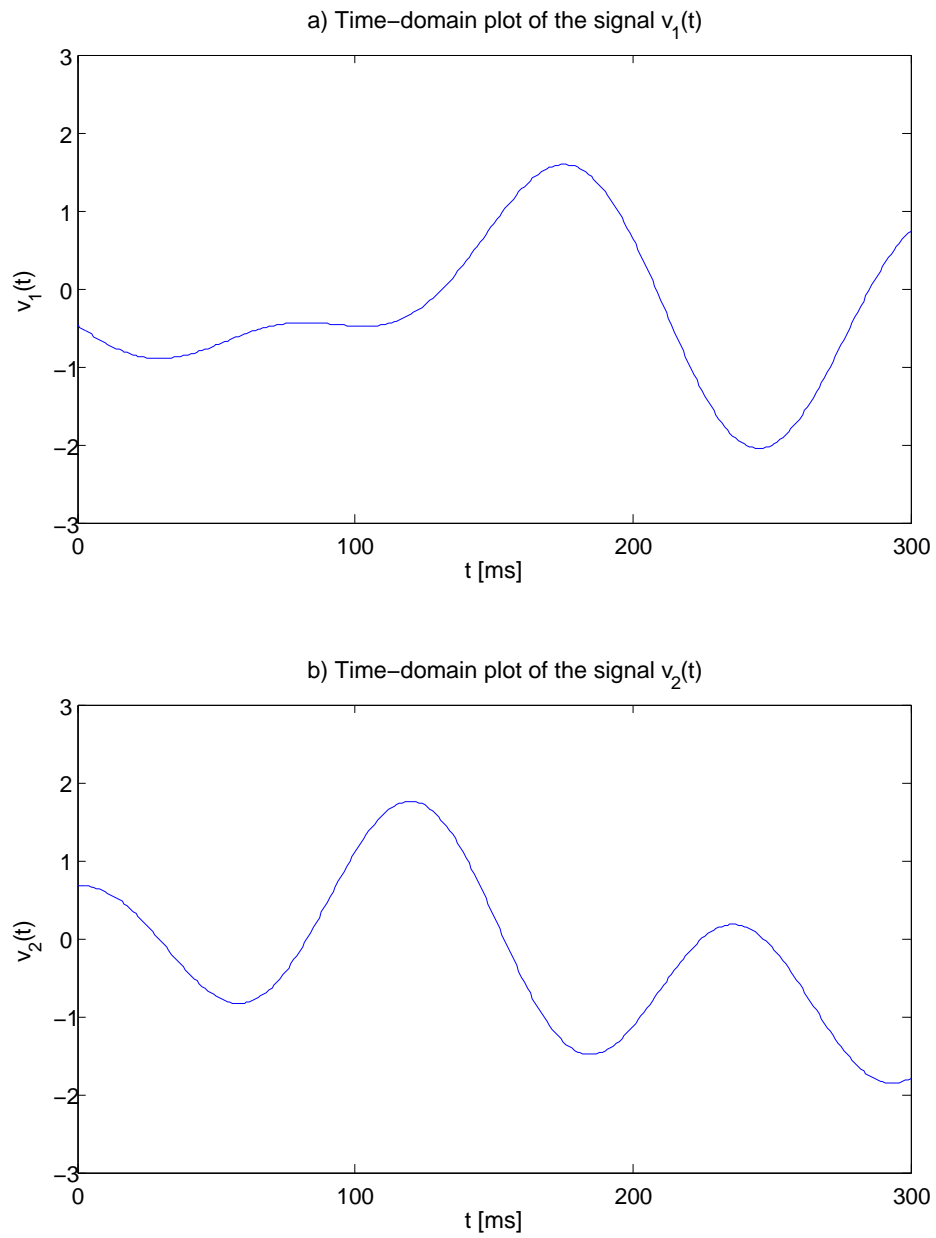 a) Time−domain plot of the signal v1(t)
3
2
1
0
−1
−2
−3
v1(t)
0 100 200 300
t [ms]
b) Time−domain plot of the signal v2(t)
3
2
1
0
−1
−2
−3
v2(t)
0 100 200 300
t [ms]